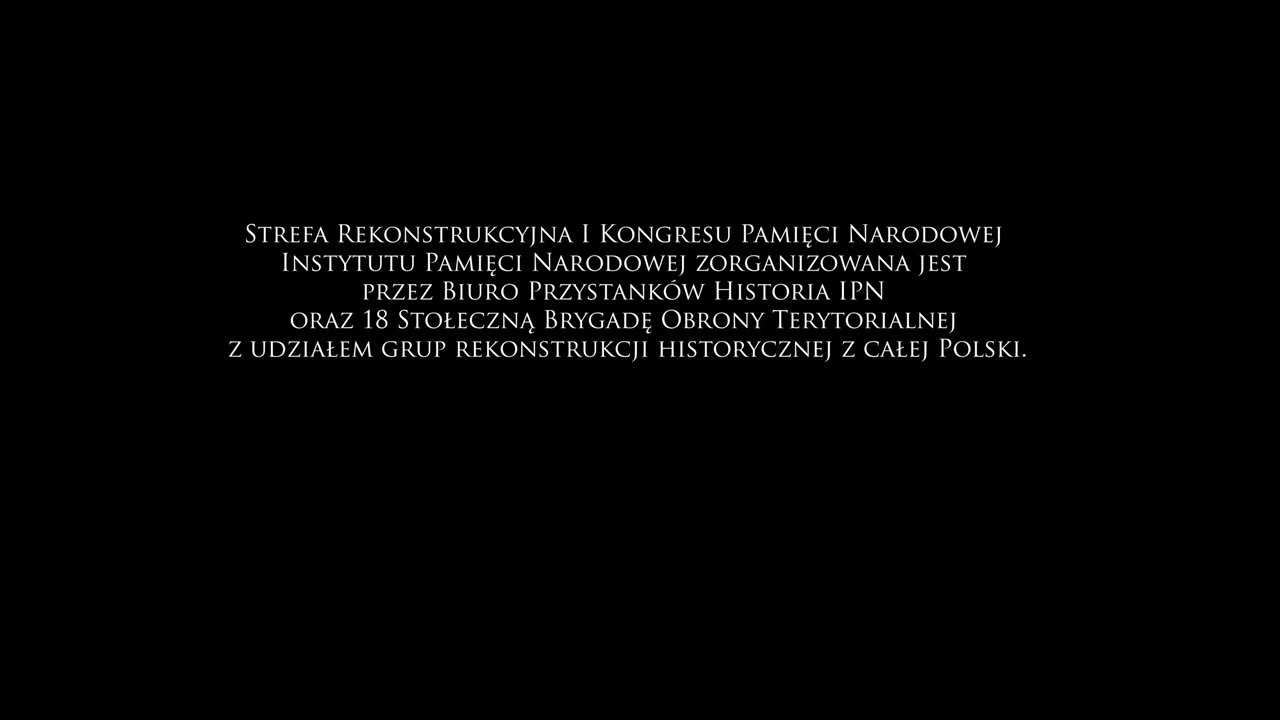 Strefa Rekonstrukcyjna I Kongresu Pamięci Narodowej
Instytutu Pamięci Narodowej zorganizowana jest
przez Biuro Przystanków Historia IPN
oraz 18 Stołeczną Brygadę Obrony Terytorialnej
z udziałem grup rekonstrukcji historycznej z całej Polski.